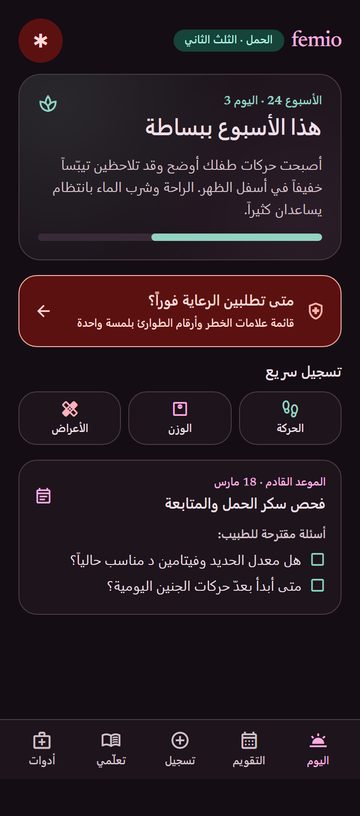 femio
الحمل · الثلث الثاني
الأسبوع 24 · اليوم 3
هذا الأسبوع ببساطة
أصبحت حركات طفلك أوضح وقد تلاحظين تيبّساً
خفيفاً في أسفل الظهر. الراحة وشرب الماء بانتظام
يساعدان كثيراً.
متى تطلبين الرعاية فوراً؟
قائمة علامات الخطر وأرقام الطوارئ بلمسة واحدة
تسجيل سريع
الحركة
الوزن
الأعراض
الموعد القادم · 18 مارس
فحص سكر الحمل والمتابعة
أسئلة مقترحة للطبيب:
هل معدل الحديد وفيتامين د مناسب حالياً؟
متى أبدأ بعدّ حركات الجنين اليومية؟
اليوم
التقويم
تسجيل
تعلّمي
أدوات